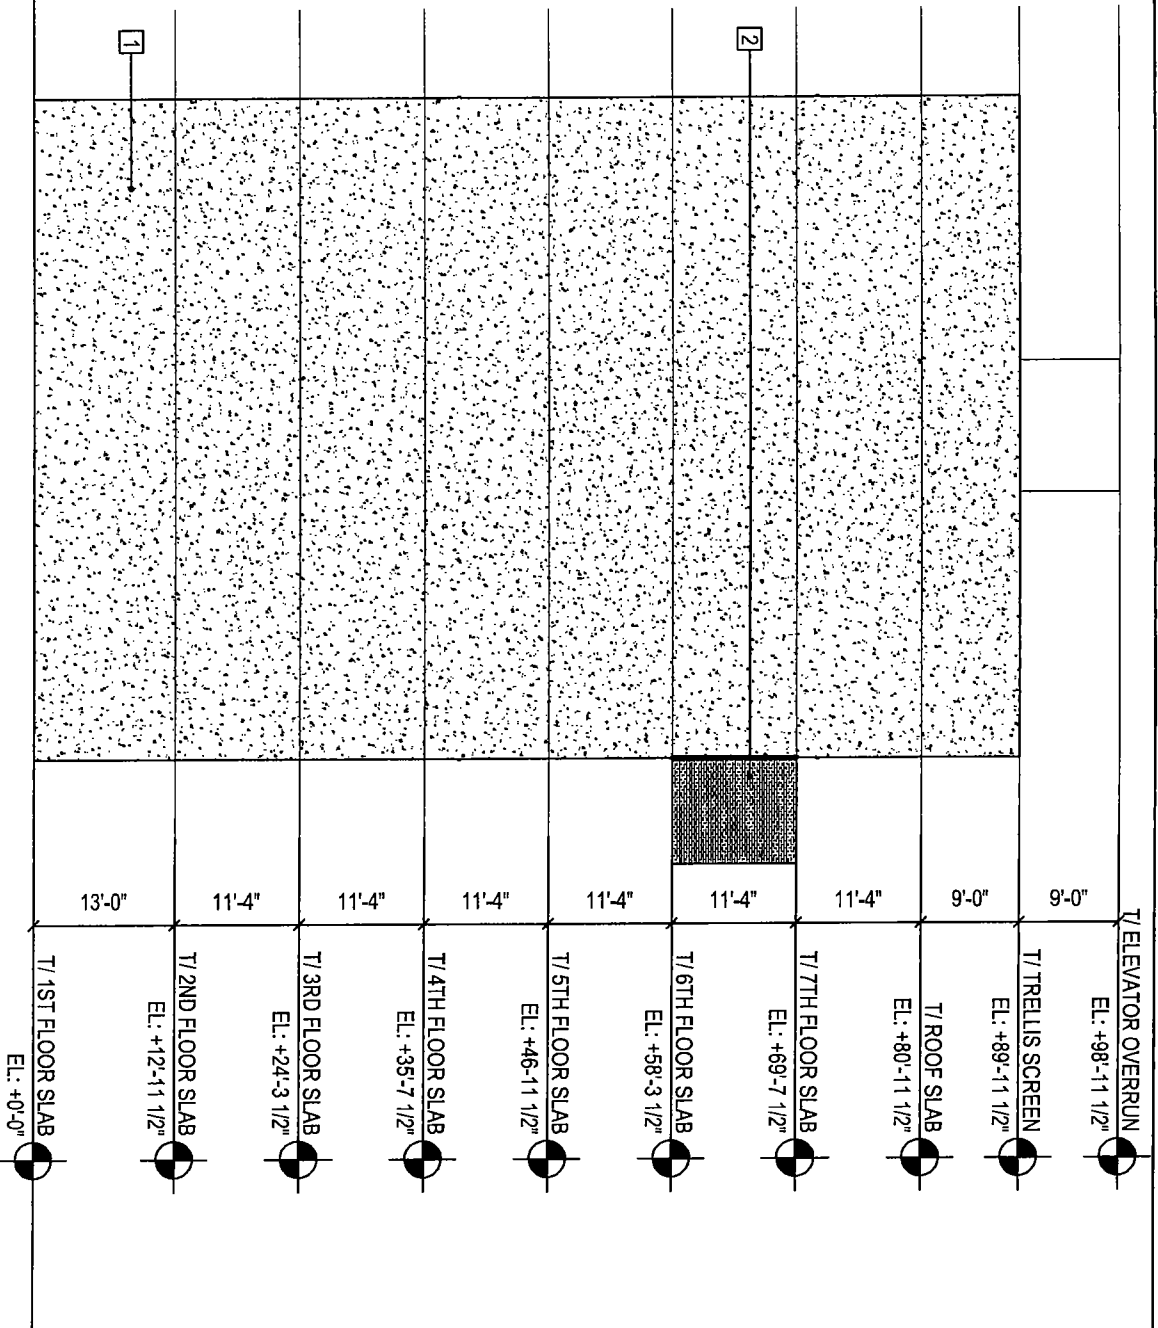 T/ ELEVATOR OVERRUN
EL: +98'-11 1/2"
9'-0"
T/ TRELLIS SCREEN
EL: +89'-11 1/2"
9'-0"
T/ ROOF SLAB
EL: +80'-11 1/2"
11'-4"
T/ 7TH FLOOR SLAB
EL: +69'-7 1/2"
2
11'-4"
T/ 6TH FLOOR SLAB
EL: +58'-3 1/2"
11'-4"
T/ 5TH FLOOR SLAB
EL: +46-11 1/2"
11'-4"
T/ 4TH FLOOR SLAB
EL: +35'-7 1/2"
11'-4"
T/ 3RD FLOOR SLAB
EL: +24'-3 1/2"
11'-4"
T/ 2ND FLOOR SLAB
EL: +12'-11 1/2"
1
13'-0"
T/ 1ST FLOOR SLAB
EL: +0'-0"